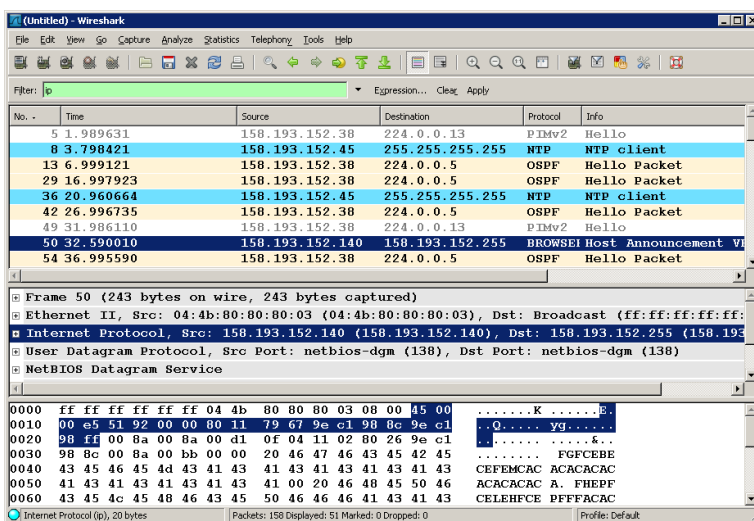 (Untitled) - Wireshark
File Edit View Go Capture Analyze Statistics Telephony Tools Help
Filter: ip Expression... Clear Apply
No. - Time Source Destination Protocol Info
5 1.989631 158.193.152.38 224.0.0.13 PIMv2 Hello
8 3.798421 158.193.152.45 255.255.255.255 NTP NTP client
13 6.999121 158.193.152.38 224.0.0.5 OSPF Hello Packet
29 16.997923 158.193.152.38 224.0.0.5 OSPF Hello Packet
36 20.960664 158.193.152.45 255.255.255.255 NTP NTP client
42 26.996735 158.193.152.38 224.0.0.5 OSPF Hello Packet
49 31.986110 158.193.152.38 224.0.0.13 PIMv2 Hello
50 32.590010 158.193.152.140 158.193.152.255 BROWSE Host Announcement
54 36.995590 158.193.152.38 224.0.0.5 OSPF Hello Packet
Frame 50 (243 bytes on wire, 243 bytes captured)
Ethernet II, Src: 04:4b:80:80:80:03 (04:4b:80:80:80:03), Dst: Broadcast (ff:ff:ff:ff:ff:
Internet Protocol, Src: 158.193.152.140 (158.193.152.140), Dst: 158.193.152.255 (158.193
User Datagram Protocol, Src Port: netbios-dgm (138), Dst Port: netbios-dgm (138)
NetBIOS Datagram Service
0000 ff ff ff ff ff ff 04 4b 80 80 80 03 08 00 45 00 .......K ......E.
0010 00 e5 51 92 00 00 80 11 79 67 9e c1 98 8c 9e c1 ..Q..... yg......
0020 98 ff 00 8a 00 8a 00 d1 0f 04 11 02 80 26 9e c1 ........ .....&..
0030 98 8c 00 8a 00 bb 00 00 20 46 47 46 43 45 42 45 ........ FGFCEBE
0040 43 45 46 45 4d 43 41 43 41 43 41 43 41 43 41 43 CEFEMCAC ACACACAC
0050 41 43 41 43 41 43 41 43 41 00 20 46 48 45 50 46 ACACACAC A. FHEPF
0060 43 45 4c 45 48 46 43 45 50 46 46 46 41 43 41 43 CELEHFCE PFFFACAC
Internet Protocol (ip), 20 bytes Packets: 158 Displayed: 51 Marked: 0 Dropped: 0 Profile: Default